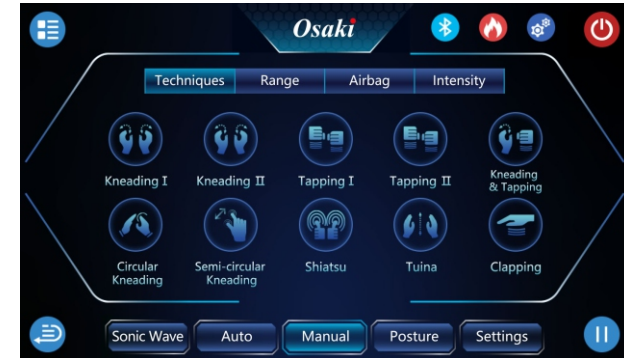 Osaki
Techniques Range Airbag Intensity
Kneading I Kneading II Tapping I Tapping II Kneading
& Tapping
Circular
Kneading
Semi-circular
Kneading
Shiatsu Tuina Clapping
Sonic Wave Auto Manual Posture Settings